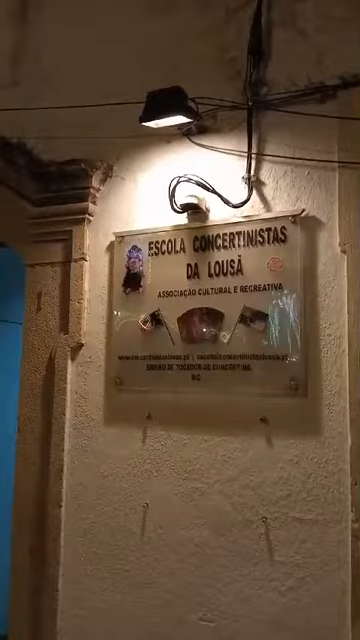 ESCOLA CONCERTINISTAS
DA LOUSÃ
ASSOCIAÇÃO CULTURAL E RECREATIVA
ENSINO DE TOCADOR DE CONCERTINA